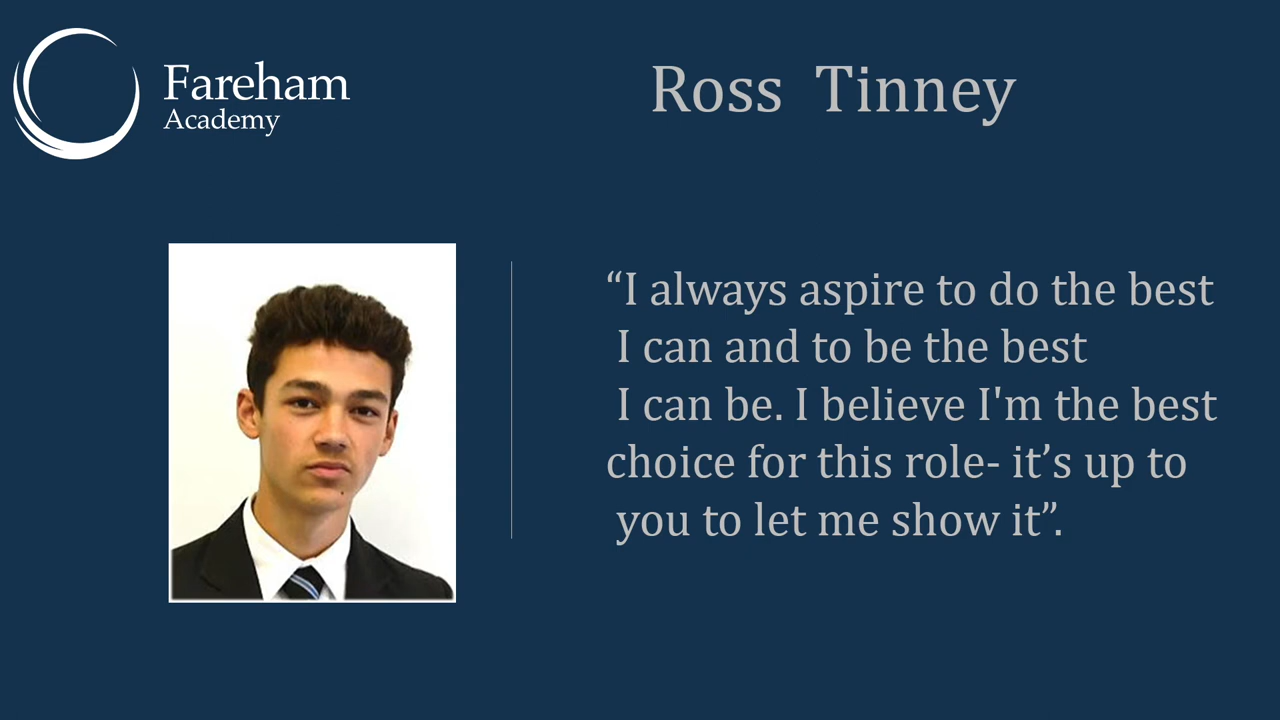 Fareham
Academy
Ross Tinney
“I always aspire to do the best
I can and to be the best
I can be. I believe I'm the best
choice for this role- it’s up to
you to let me show it”.